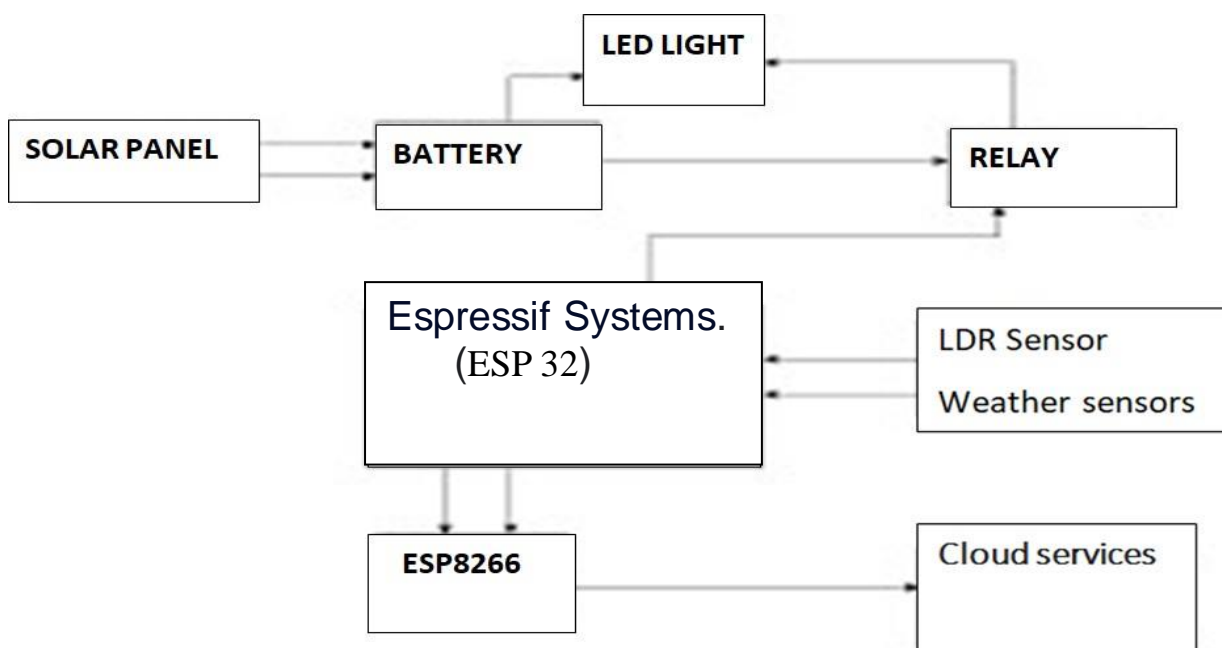 LED LIGHT
SOLAR PANEL
BATTERY
RELAY
Espressif Systems.
(ESP 32)
LDR Sensor
Weather sensors
ESP8266
Cloud services